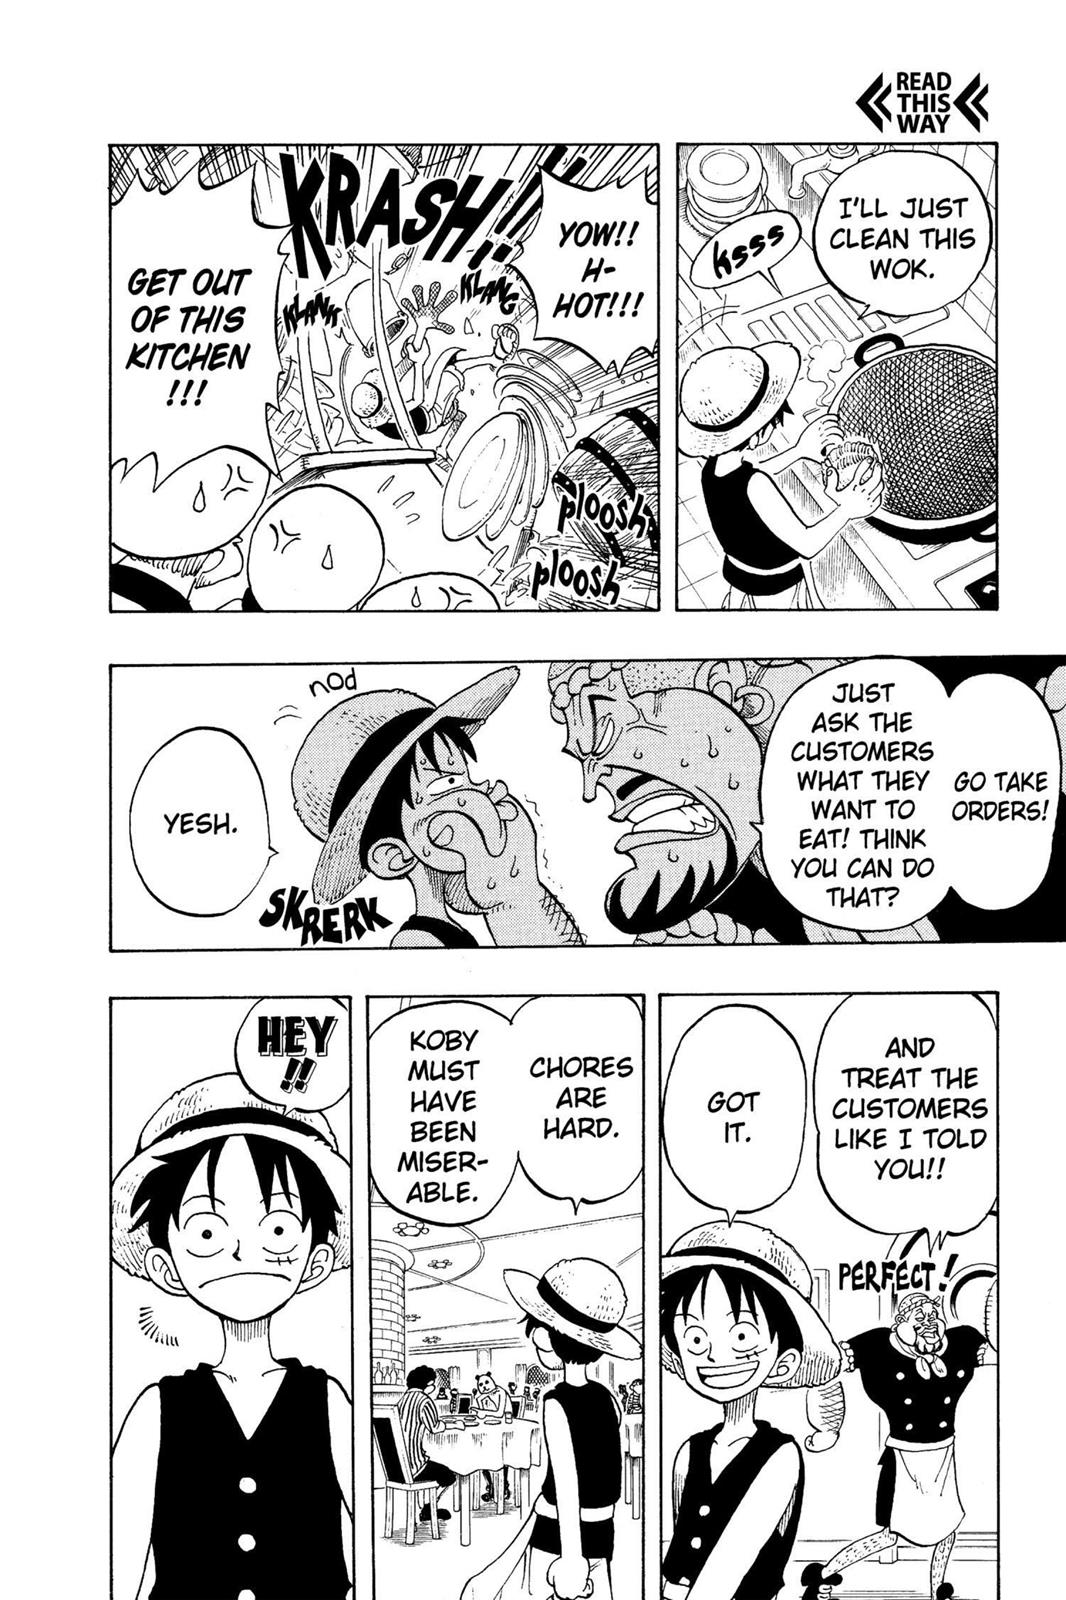 READ
THIS
WAY
I'LL JUST
CLEAN THIS
WOK.
ksss
YOW!!
H-
HOT!!!
KRASH!!
KLANG
KLANK
GET OUT
OF THIS
KITCHEN
!!!
ploosh
ploosh
GO TAKE
ORDERS!
JUST
ASK THE
CUSTOMERS
WHAT THEY
WANT TO
EAT! THINK
YOU CAN DO
THAT?
nod
SKRERK
YESH.
AND
TREAT THE
CUSTOMERS
LIKE I TOLD
YOU!!
PERFECT!
GOT
IT.
CHORES
ARE
HARD.
KOBY
MUST
HAVE
BEEN
MISER-
ABLE.
HEY
!!